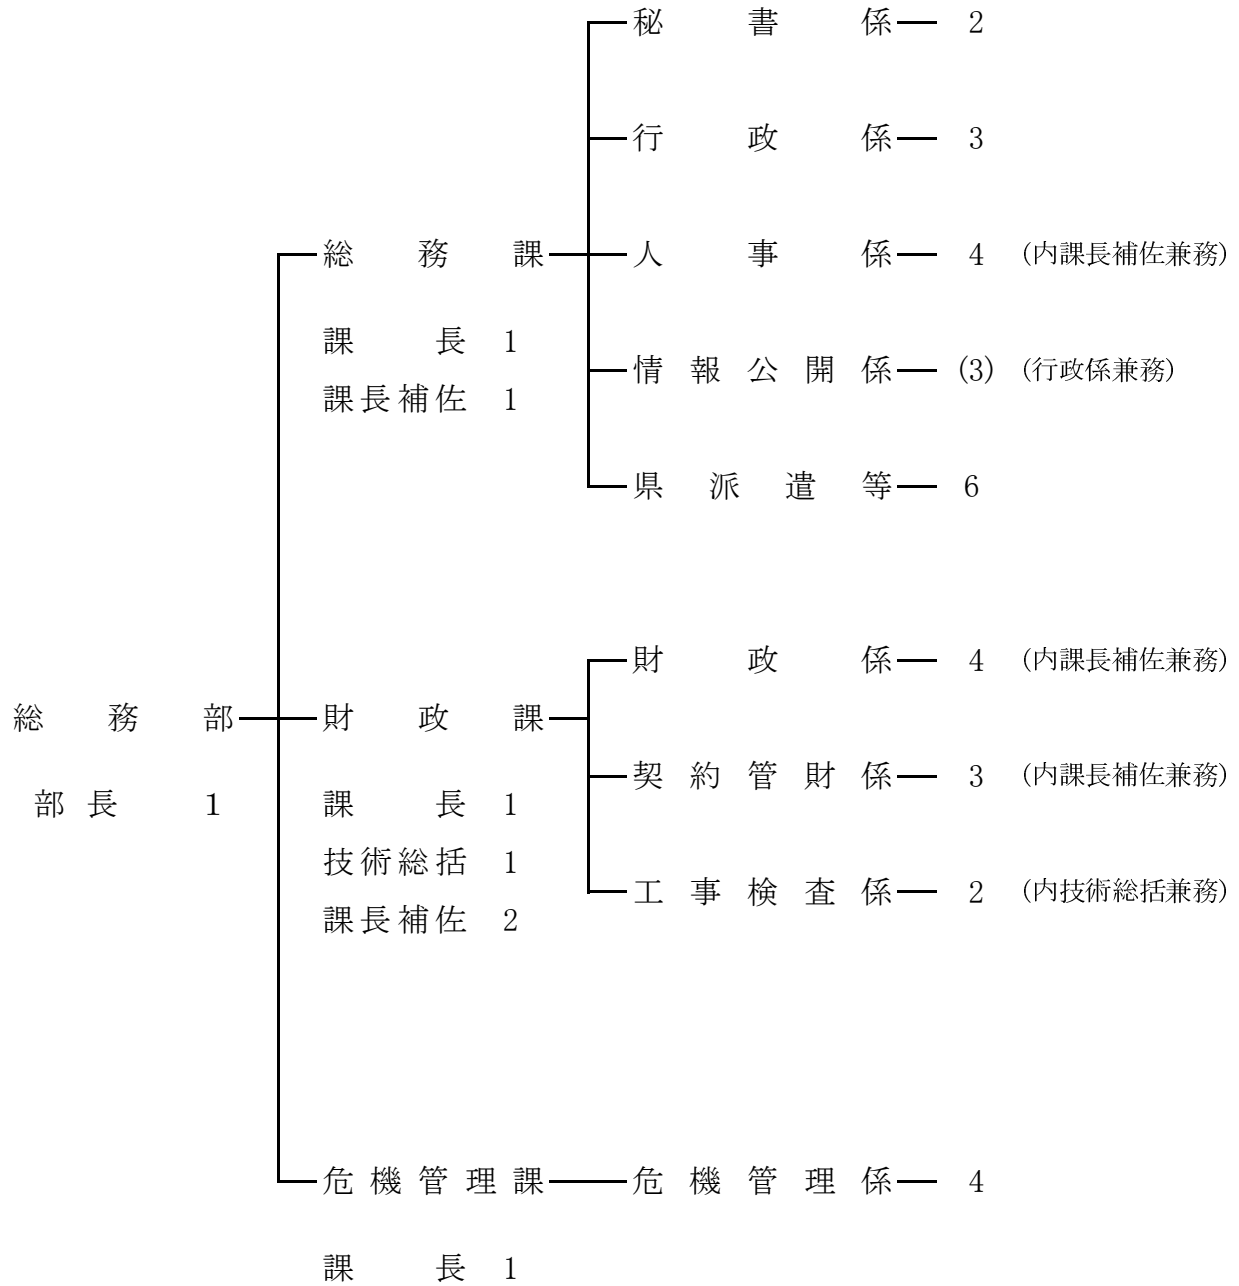 秘書係 2
行政係 3
総務課 人事係 4 (内課長補佐兼務)
課長 1
情報公開係 (3) (行政係兼務)
課長補佐 1
県派遣等 6
財政係 4 (内課長補佐兼務)
総務部 財政課
契約管財係 3 (内課長補佐兼務)
部長 1 課長 1
技術総括 1
工事検査係 2 (内技術総括兼務)
課長補佐 2
危機管理課 危機管理係 4
課長 1